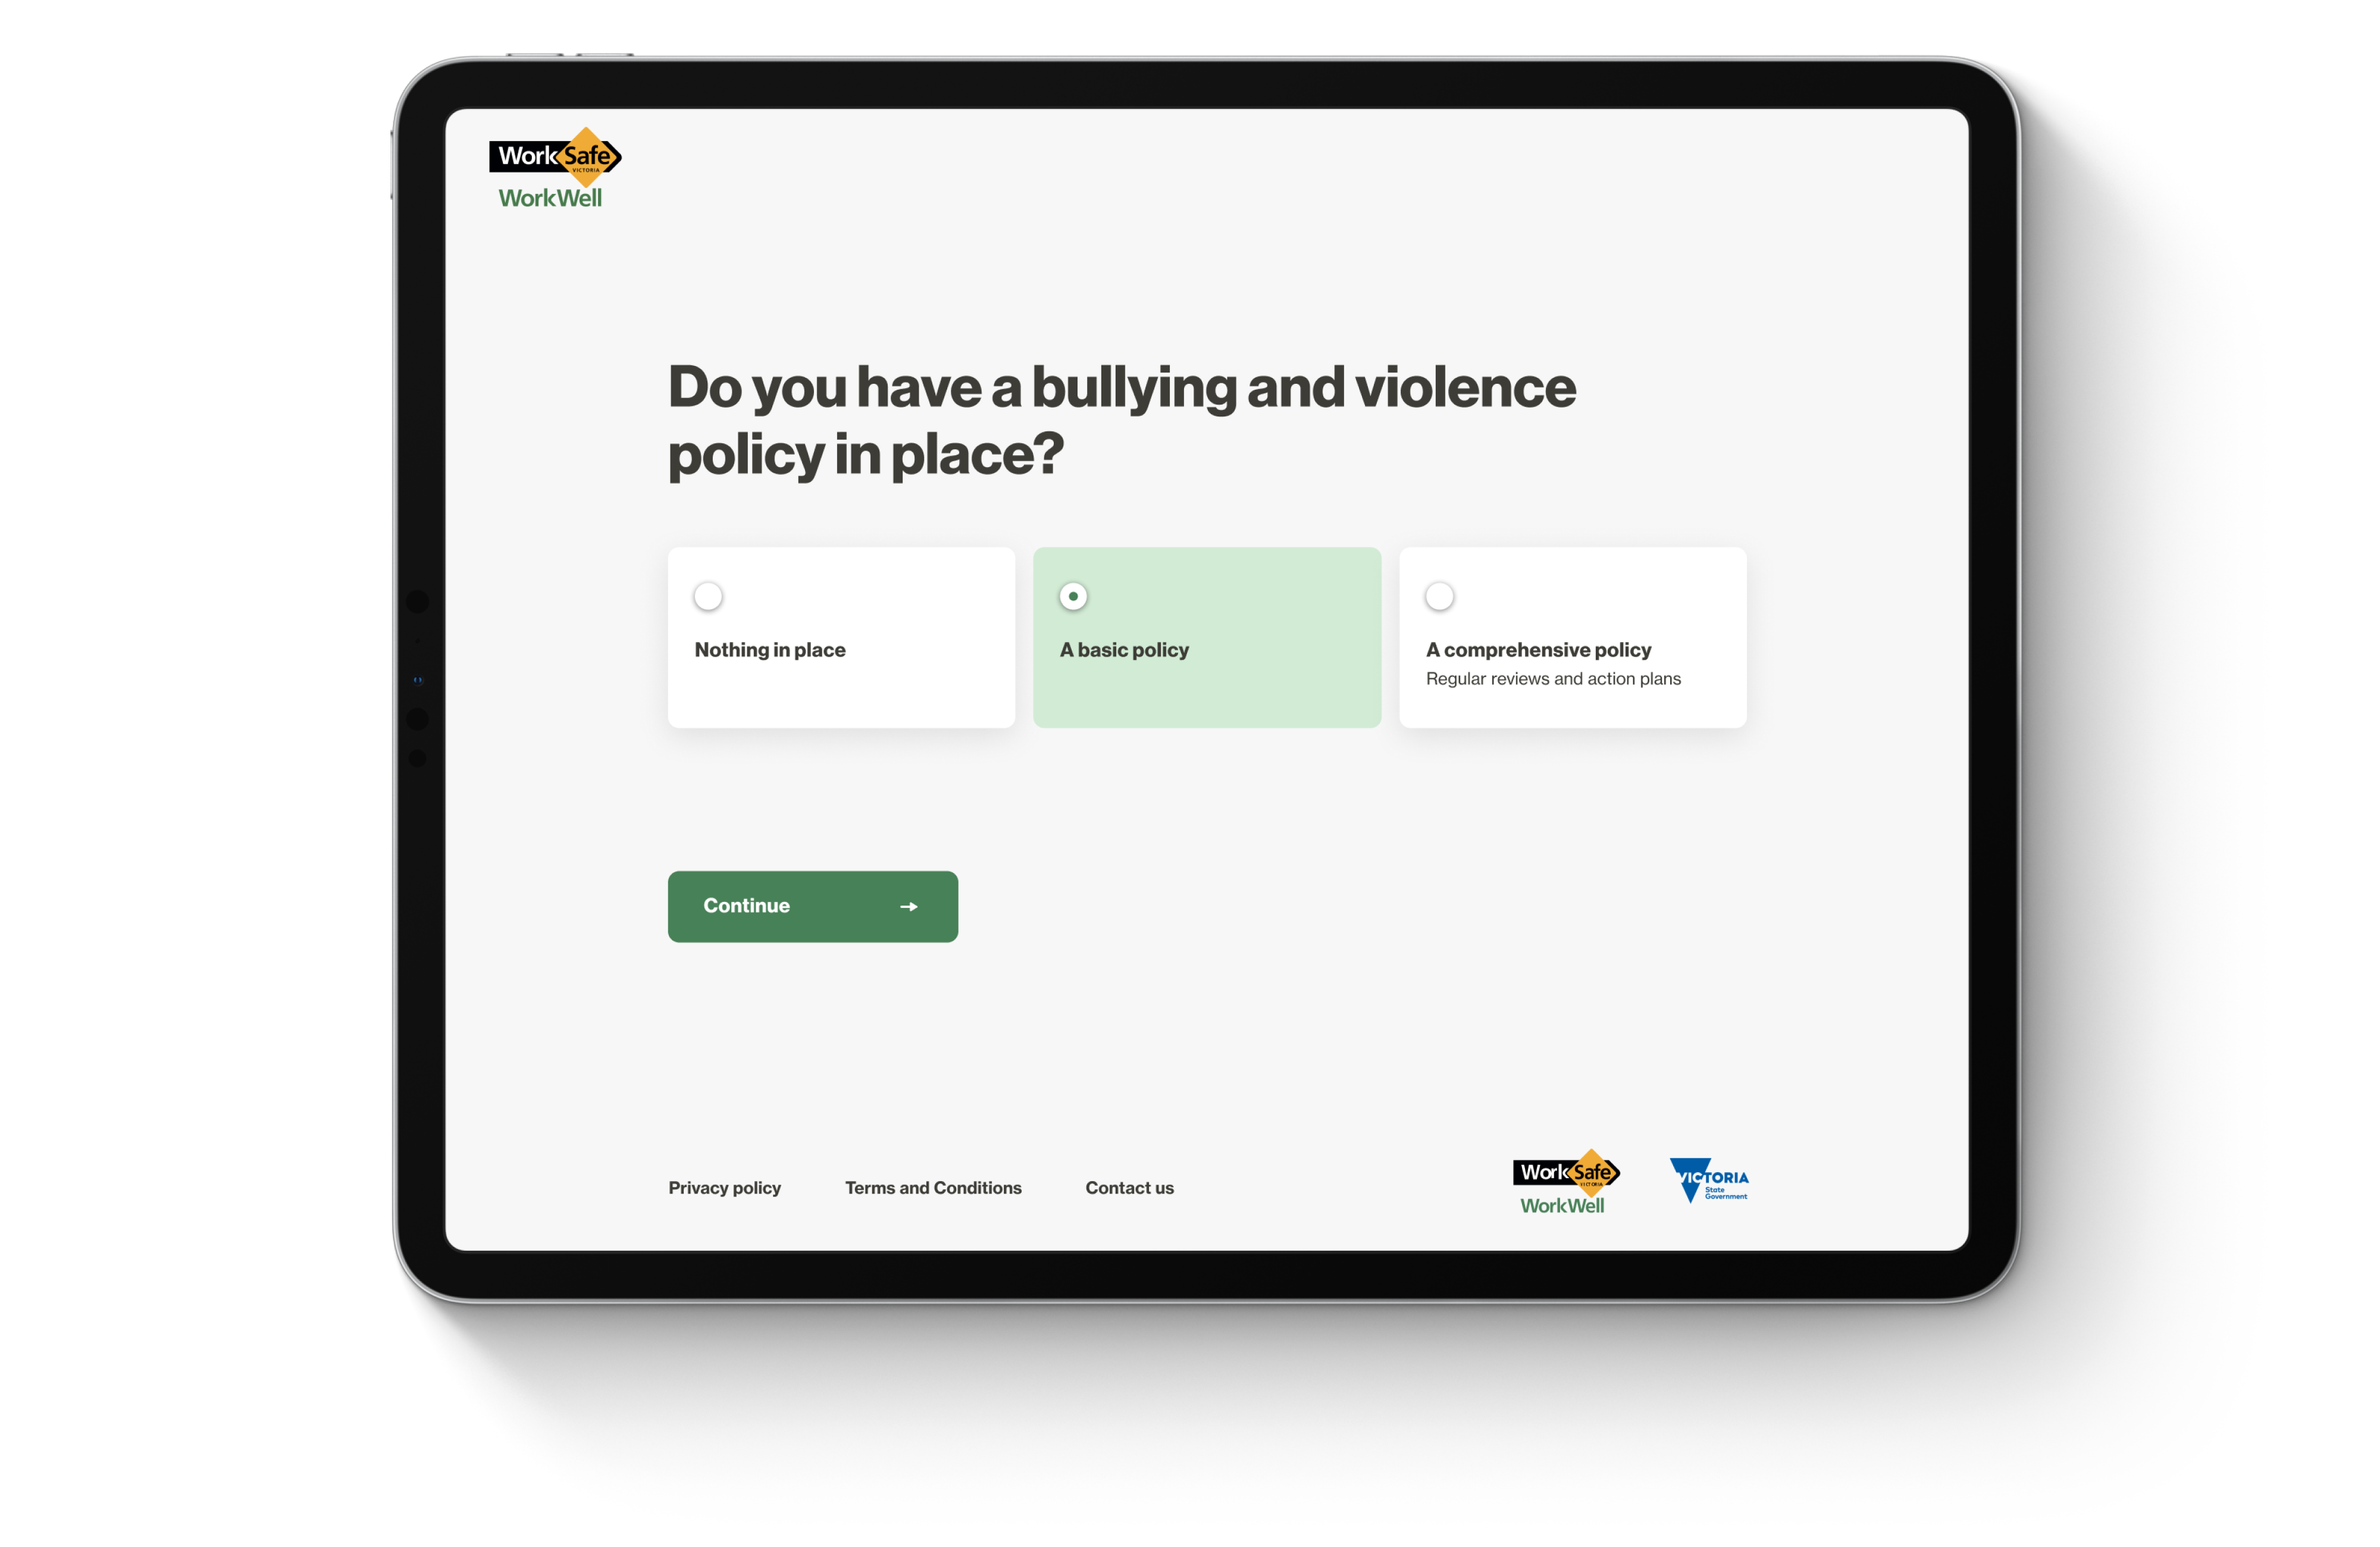 WorkSafe
VICTORIA
WorkWell
Do you have a bullying and violence
policy in place?
Nothing in place
A basic policy
A comprehensive policy
Regular reviews and action plans
Continue
Privacy policy
Terms and Conditions
Contact us
WorkSafe
VICTORIA
WorkWell
VICTORIA
State
Government